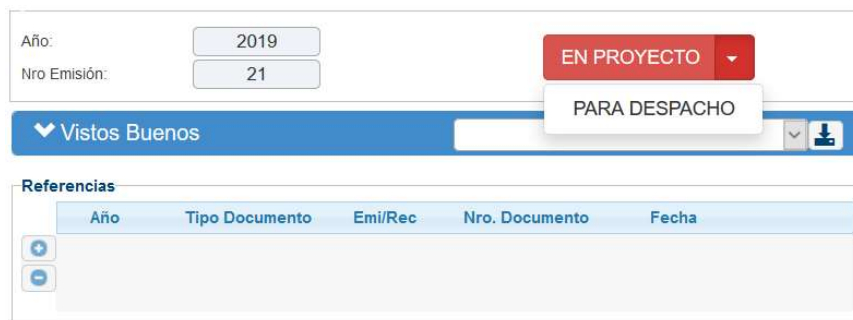 Año: 2019
Nro Emisión: 21
EN PROYECTO
PARA DESPACHO
Vistos Buenos
Referencias
Año Tipo Documento Emi/Rec Nro. Documento Fecha